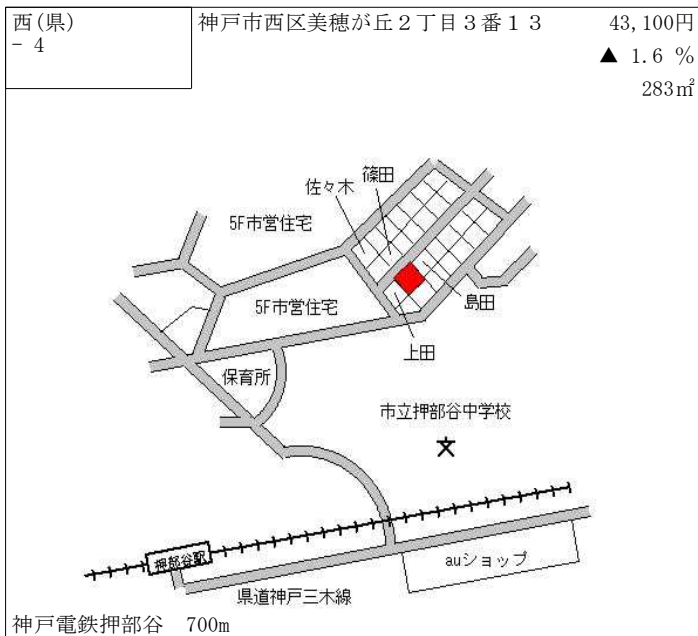 西(県) 神戸市西区美穂が丘２丁目３番１３ 43,100円
- 4 ▲ 1.6 %
283㎡
篠田
佐々木
5F市営住宅
5F市営住宅
島田
上田
保育所
市立押部谷中学校
押部谷駅
auショップ
県道神戸三木線
神戸電鉄押部谷 700m